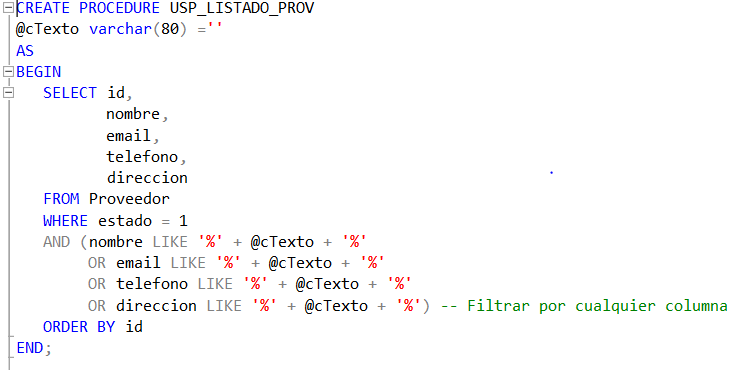 CREATE PROCEDURE USP_LISTADO_PROV
@cTexto varchar(80) =''
AS
BEGIN
SELECT id,
nombre,
email,
telefono,
direccion
FROM Proveedor
WHERE estado = 1
AND (nombre LIKE '%' + @cTexto + '%'
OR email LIKE '%' + @cTexto + '%'
OR telefono LIKE '%' + @cTexto + '%'
OR direccion LIKE '%' + @cTexto + '%') -- Filtrar por cualquier columna
ORDER BY id
END;